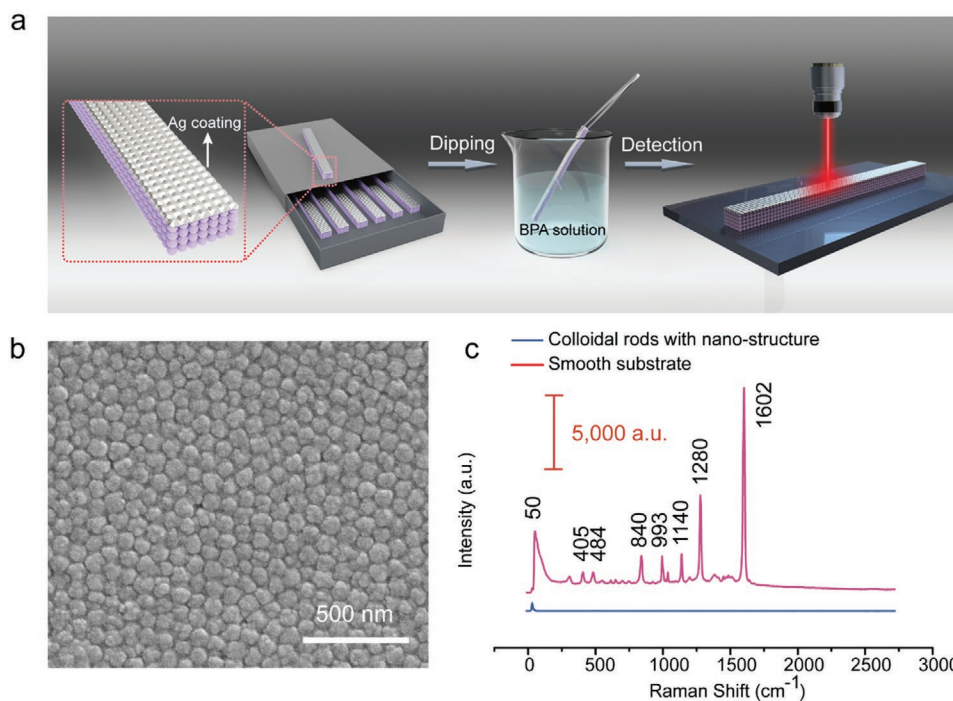 a
Ag coating
Dipping
Detection
BPA solution
b
500 nm
c
Colloidal rods with nano-structure
Smooth substrate
5,000 a.u.
Intensity (a.u.)
50
405
484
840
993
1140
1280
1602
0 500 1000 1500 2000 2500 3000
Raman Shift (cm⁻¹)